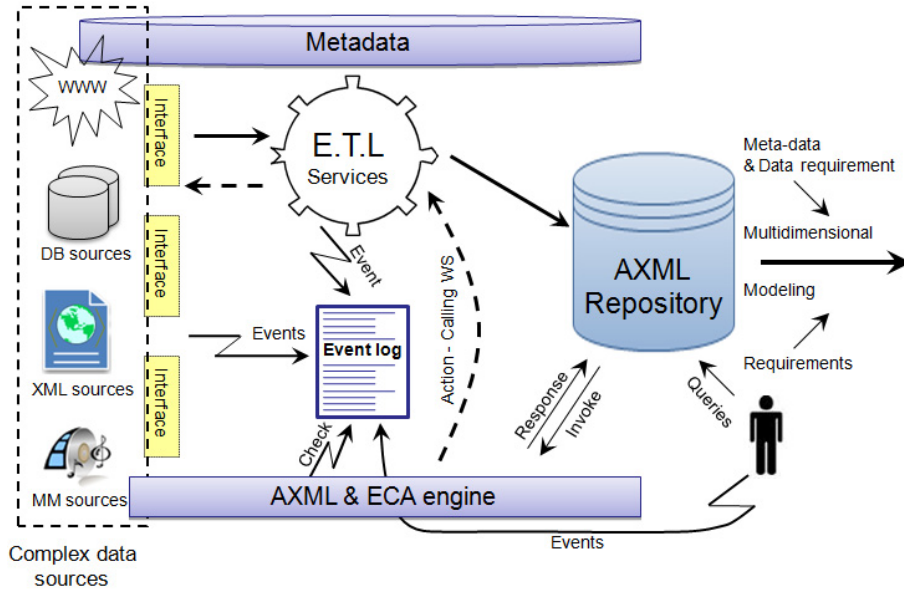 Metadata
WWW
Interface
E.T.L
Services
Meta-data
& Data requirement
DB sources
Interface
Event
Multidimensional
AXML
Repository
Modeling
Action - Calling WS
Events
Event log
XML sources
Interface
Requirements
Response
Invoke
Queries
Check
MM sources
AXML & ECA engine
Events
Complex data
sources